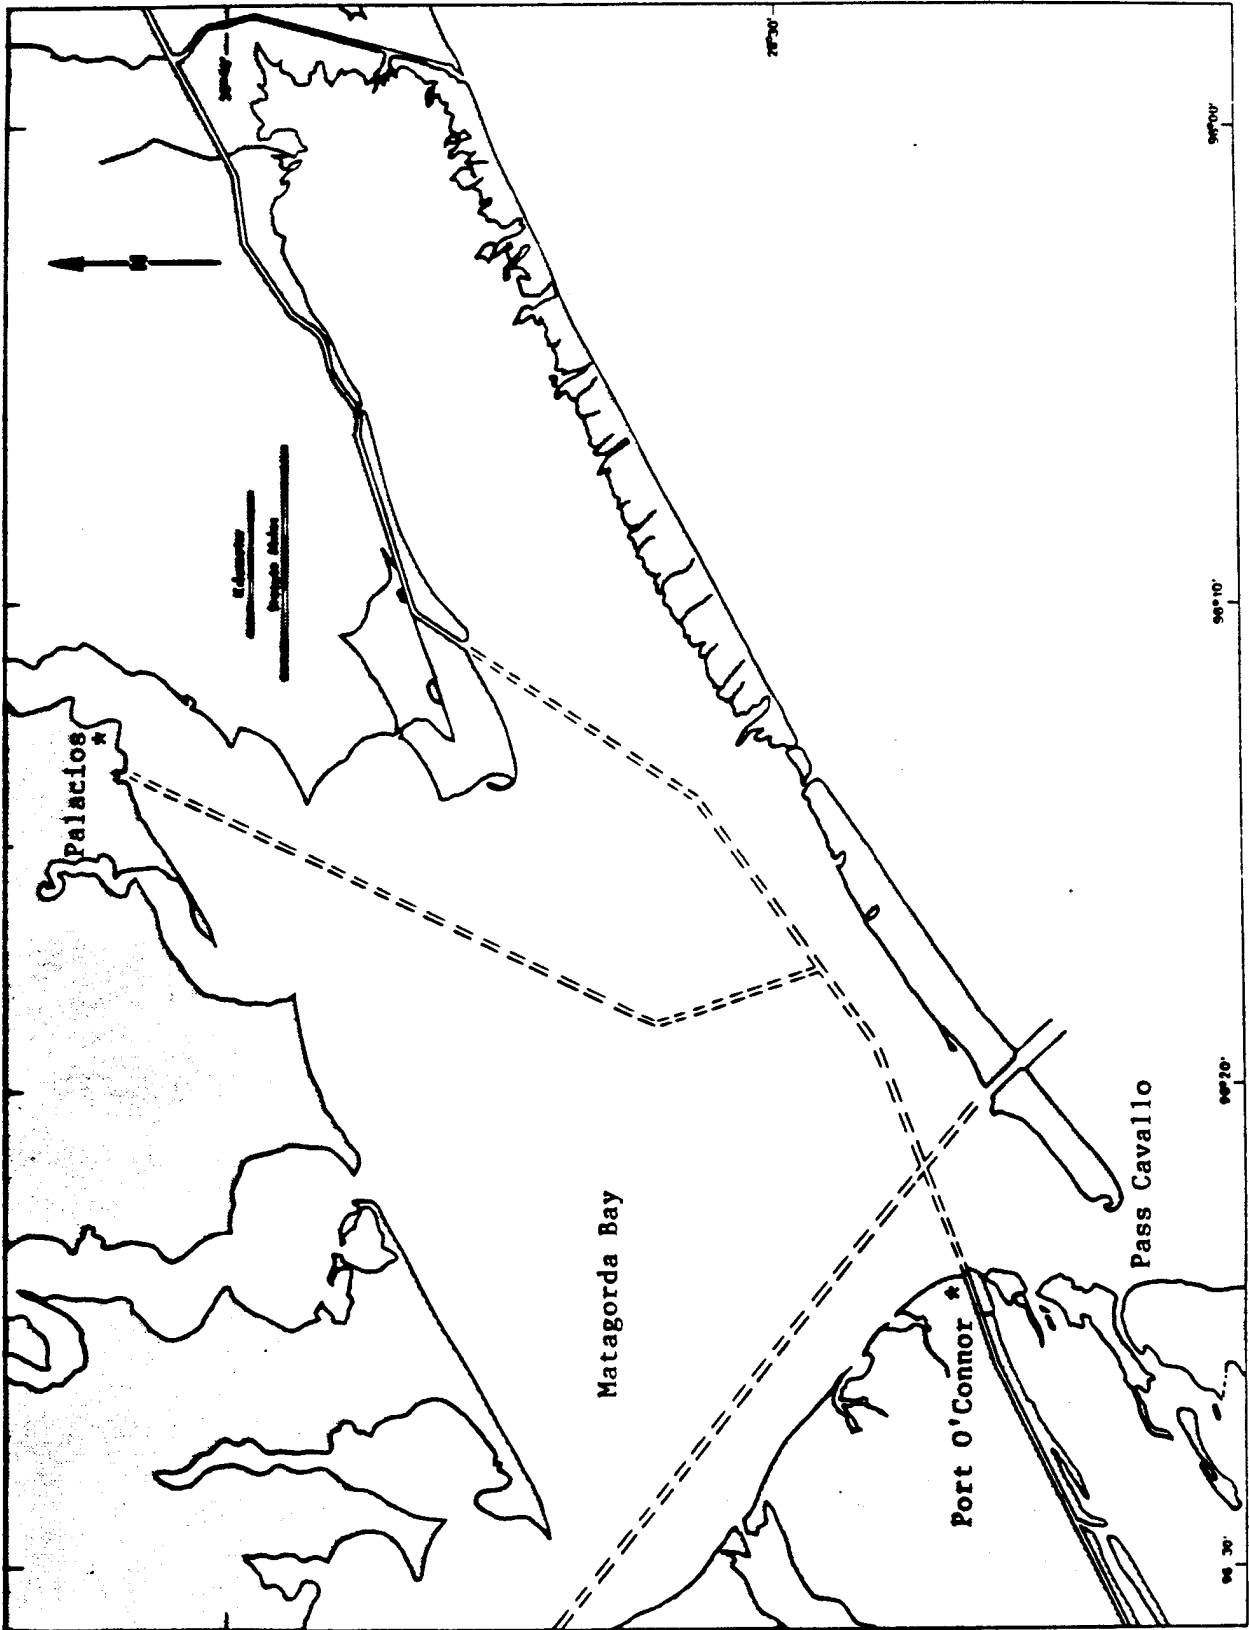 Palacios
*
N
Matagorda Bay
Port O'Connor
*
Pass Cavallo
28°30'
96°00'
96°10'
96°20'
96 30'